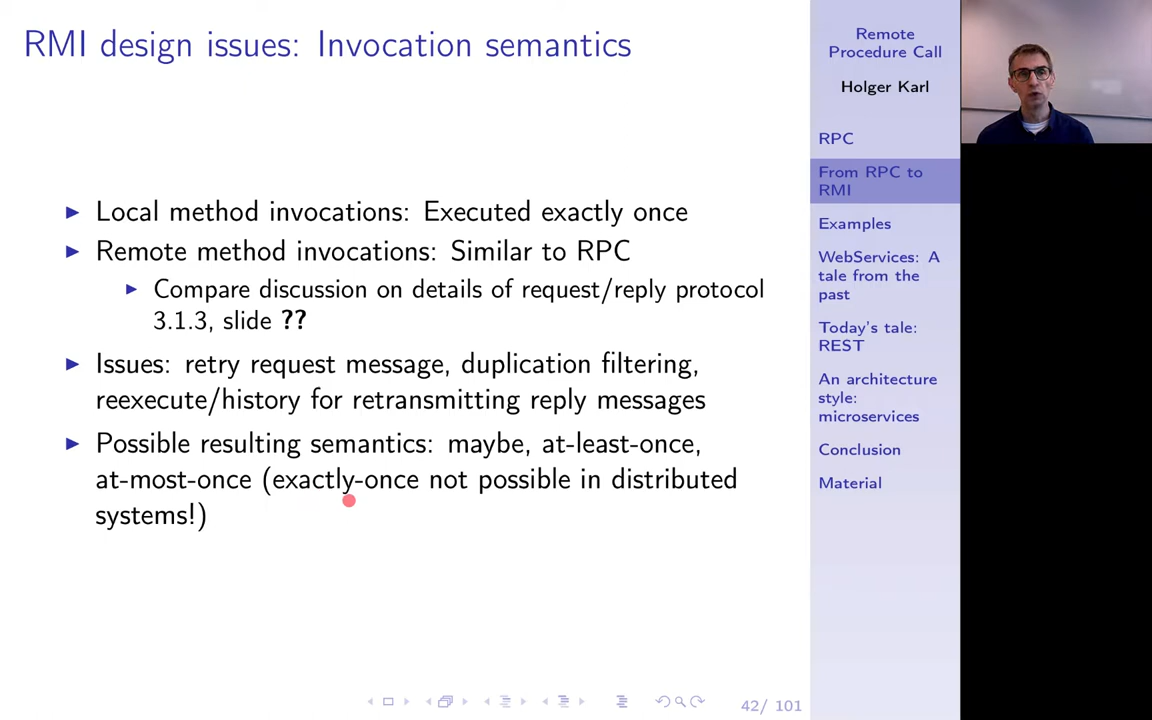 RMI design issues: Invocation semantics
Local method invocations: Executed exactly once
Remote method invocations: Similar to RPC
Compare discussion on details of request/reply protocol
3.1.3, slide ??
Issues: retry request message, duplication filtering,
reexecute/history for retransmitting reply messages
Possible resulting semantics: maybe, at-least-once,
at-most-once (exactly-once not possible in distributed
systems!)
42/ 101
Remote
Procedure Call
Holger Karl
RPC
From RPC to
RMI
Examples
WebServices: A
tale from the
past
Today's tale:
REST
An architecture
style:
microservices
Conclusion
Material